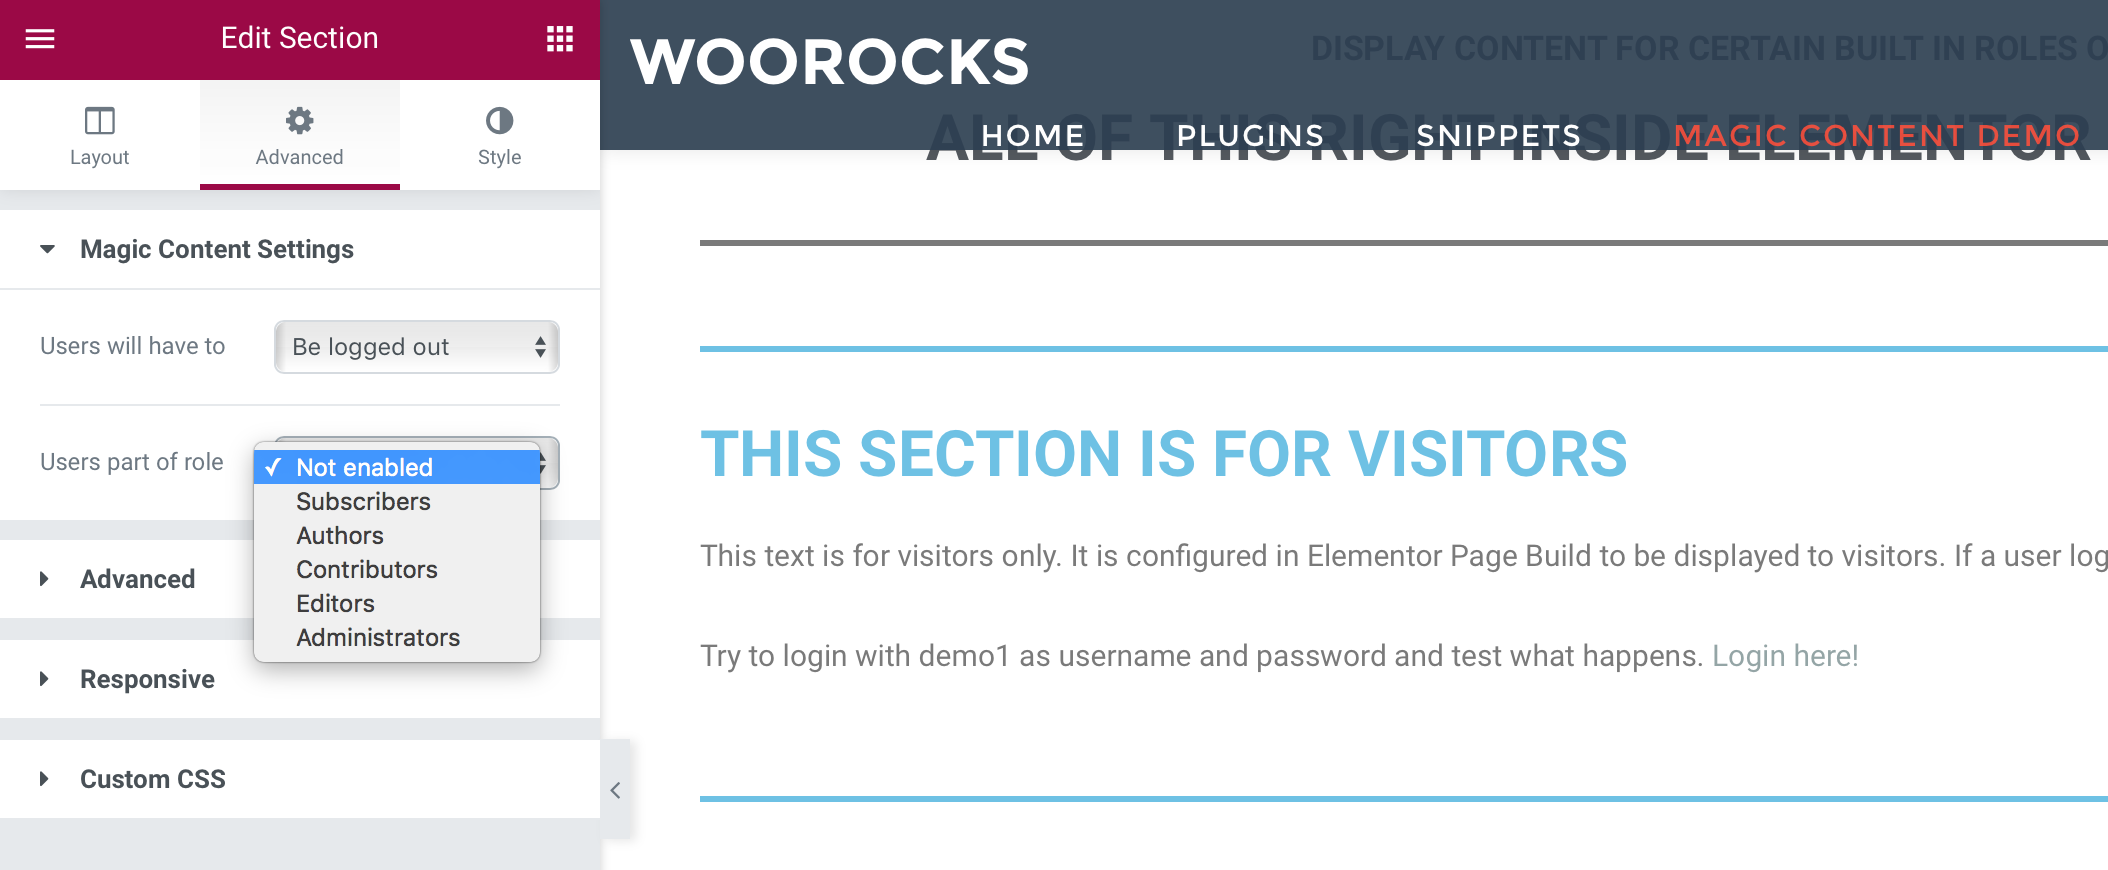 Edit Section
Layout
Advanced
Style
Magic Content Settings
Users will have to
Be logged out
Users part of role
Not enabled
Subscribers
Authors
Contributors
Editors
Administrators
Advanced
Responsive
Custom CSS
WOOROCKS
DISPLAY CONTENT FOR CERTAIN BUILT IN ROLES O
ALL OF THIS RIGHT INSIDE ELEMENTOR
HOME PLUGINS SNIPPETS MAGIC CONTENT DEMO
THIS SECTION IS FOR VISITORS
This text is for visitors only. It is configured in Elementor Page Build to be displayed to visitors. If a user log
Try to login with demo1 as username and password and test what happens. Login here!